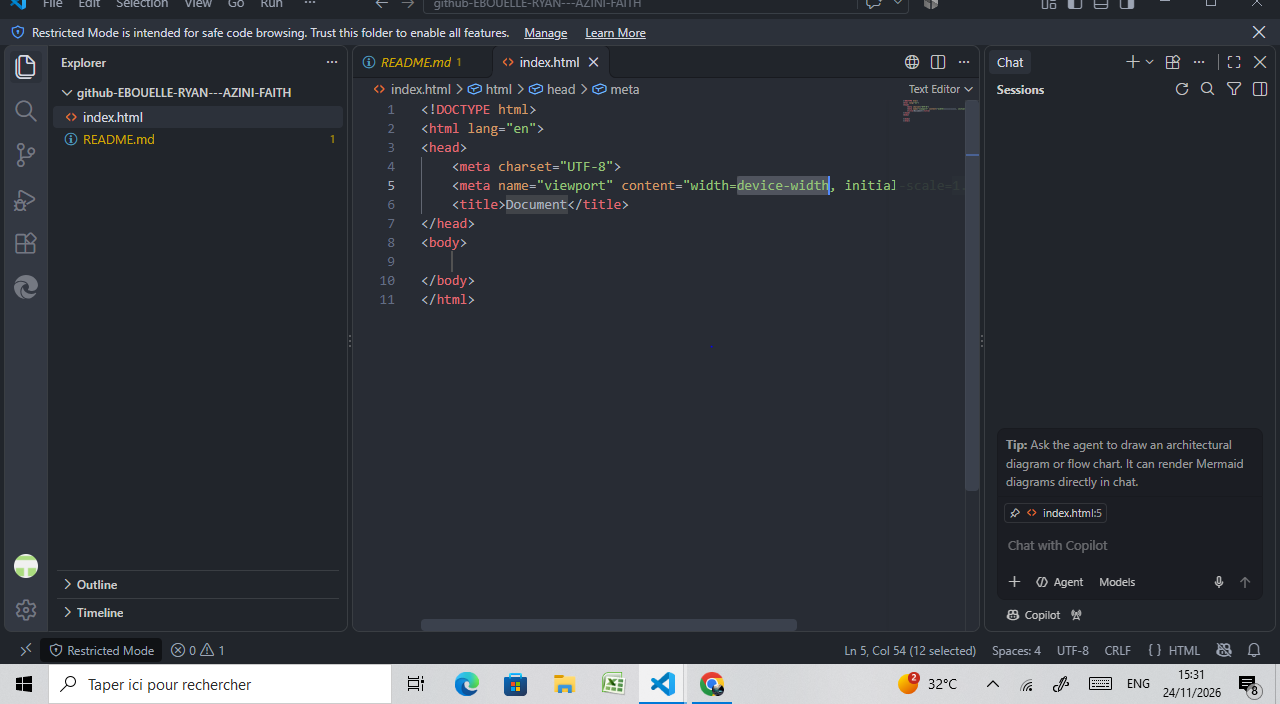 File Edit Selection View Go Run ··· github-EBOUELLE-RYAN---AZINI-FAITH
Restricted Mode is intended for safe code browsing. Trust this folder to enable all features. Manage Learn More
Explorer ···
github-EBOUELLE-RYAN---AZINI-FAITH
index.html
README.md 1
Outline
Timeline
README.md 1 index.html ···
index.html > html > head > meta Text Editor
1 <!DOCTYPE html>
2 <html lang="en">
3 <head>
4 <meta charset="UTF-8">
5 <meta name="viewport" content="width=device-width, initial-scale=1.
6 <title>Document</title>
7 </head>
8 <body>
9
10 </body>
11 </html>
Chat ···
Sessions
Tip: Ask the agent to draw an architectural
diagram or flow chart. It can render Mermaid
diagrams directly in chat.
index.html:5
Chat with Copilot
Agent Models
Copilot
Restricted Mode 0 1 Ln 5, Col 54 (12 selected) Spaces: 4 UTF-8 CRLF { } HTML
Taper ici pour rechercher 2 32°C ENG 15:31
24/11/2026 8